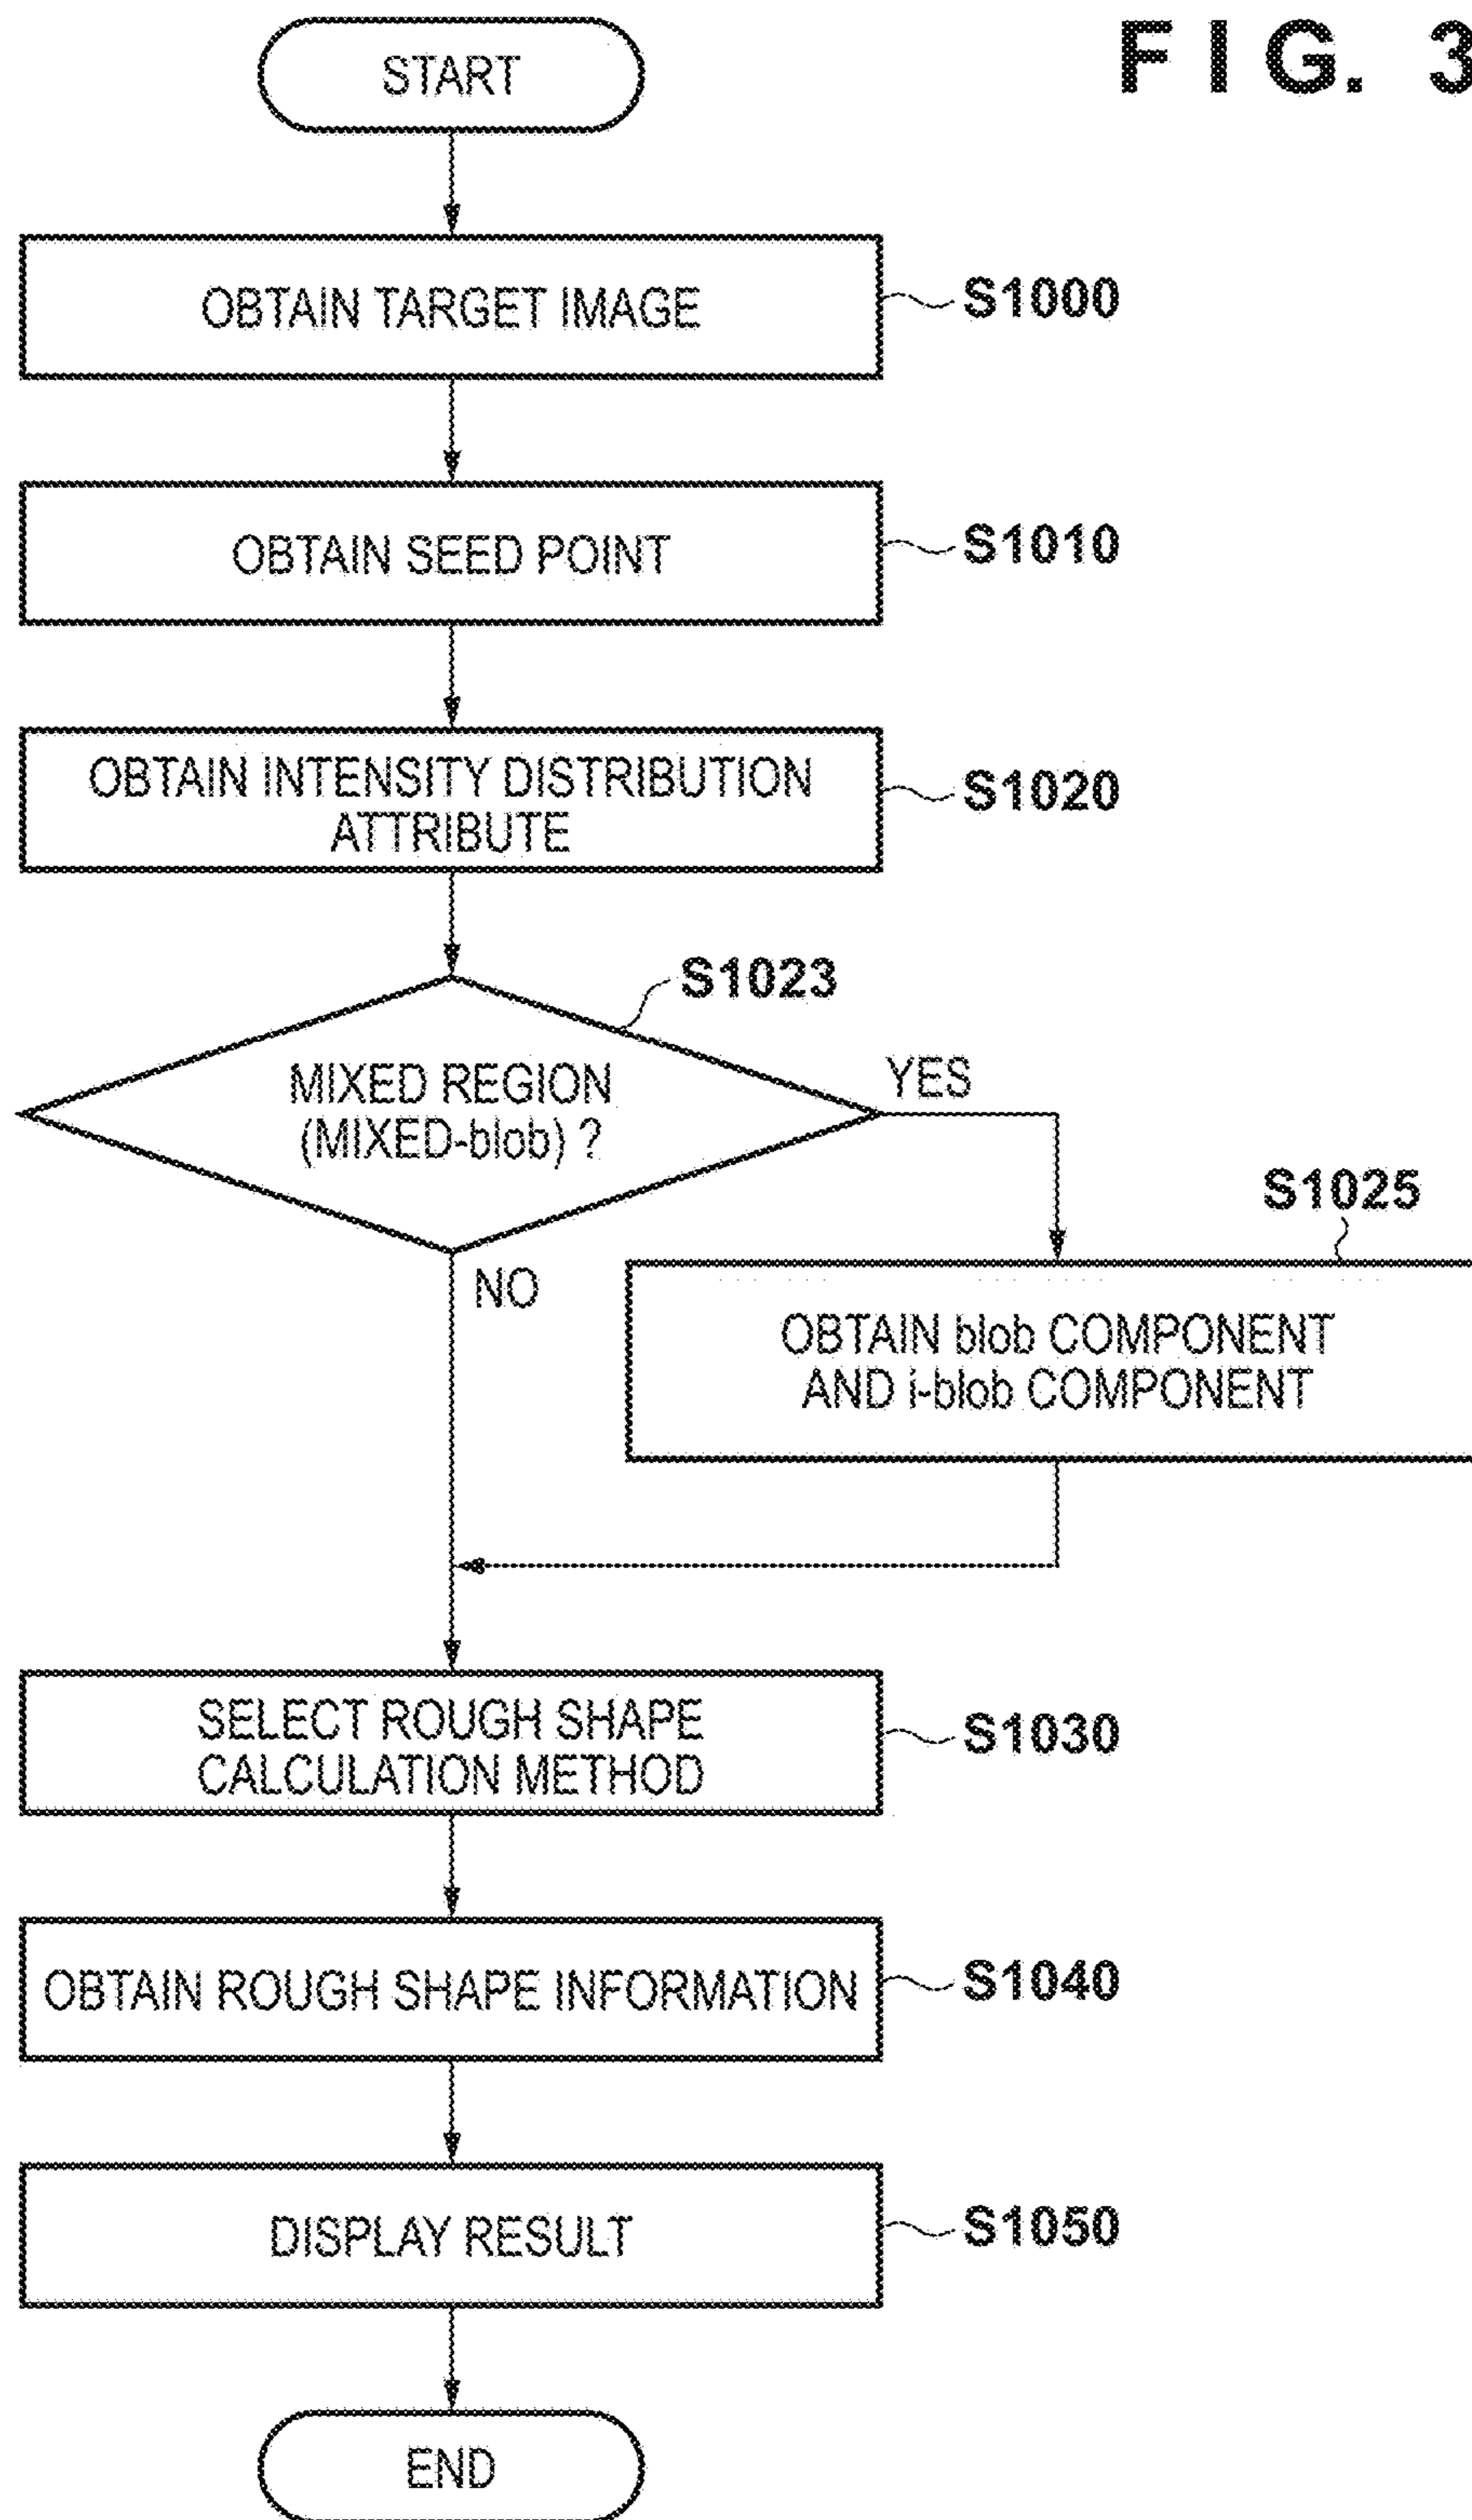 FIG. 3
START
OBTAIN TARGET IMAGE
S1000
OBTAIN SEED POINT
S1010
OBTAIN INTENSITY DISTRIBUTION
ATTRIBUTE
S1020
S1023
MIXED REGION
(MIXED-blob) ?
YES
NO
S1025
OBTAIN blob COMPONENT
AND i-blob COMPONENT
SELECT ROUGH SHAPE
CALCULATION METHOD
S1030
OBTAIN ROUGH SHAPE INFORMATION
S1040
DISPLAY RESULT
S1050
END